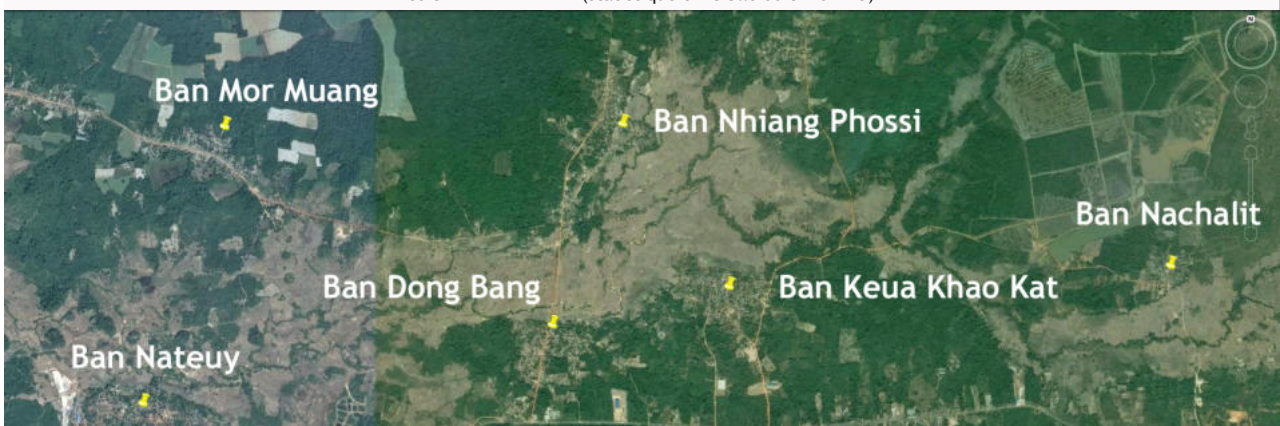 Ban Mor Muang
Ban Nhiang Phossi
Ban Nachalit
Ban Dong Bang
Ban Keua Khao Kat
Ban Nateuy